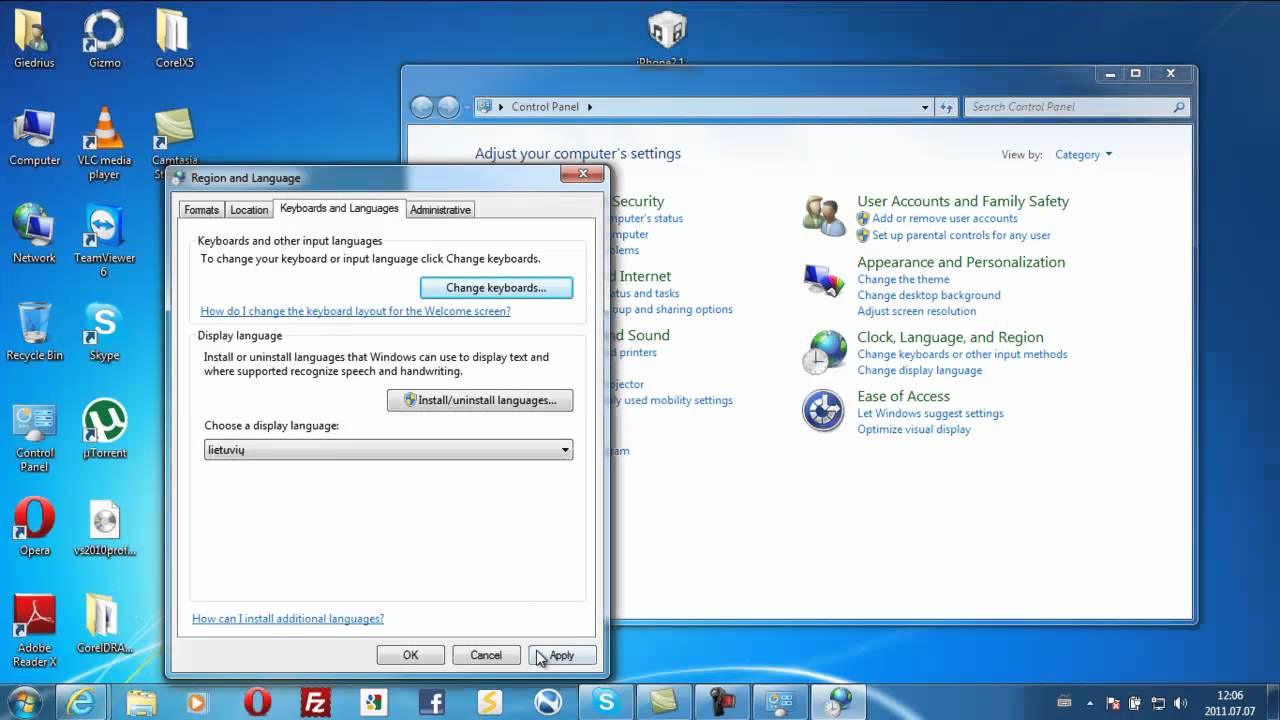 Giedrius
Gizmo
CorelX5
iPhone2.1
Computer
VLC media
player
Camtasia
Network
TeamViewer
6
Recycle Bin
Skype
Control
Panel
µTorrent
Opera
vs2010prof...
Adobe
Reader X
CorelDRA...
Control Panel
Search Control Panel
Adjust your computer's settings
View by: Category
Security
computer's status
computer
problems
User Accounts and Family Safety
Add or remove user accounts
Set up parental controls for any user
d Internet
atus and tasks
oup and sharing options
Appearance and Personalization
Change the theme
Change desktop background
Adjust screen resolution
d Sound
printers
ojector
ly used mobility settings
Clock, Language, and Region
Change keyboards or other input methods
Change display language
ram
Ease of Access
Let Windows suggest settings
Optimize visual display
Region and Language
Formats
Location
Keyboards and Languages
Administrative
Keyboards and other input languages
To change your keyboard or input language click Change keyboards.
Change keyboards...
How do I change the keyboard layout for the Welcome screen?
Display language
Install or uninstall languages that Windows can use to display text and
where supported recognize speech and handwriting.
Install/uninstall languages...
Choose a display language:
lietuvių
How can I install additional languages?
OK
Cancel
Apply
12:06
2011.07.07